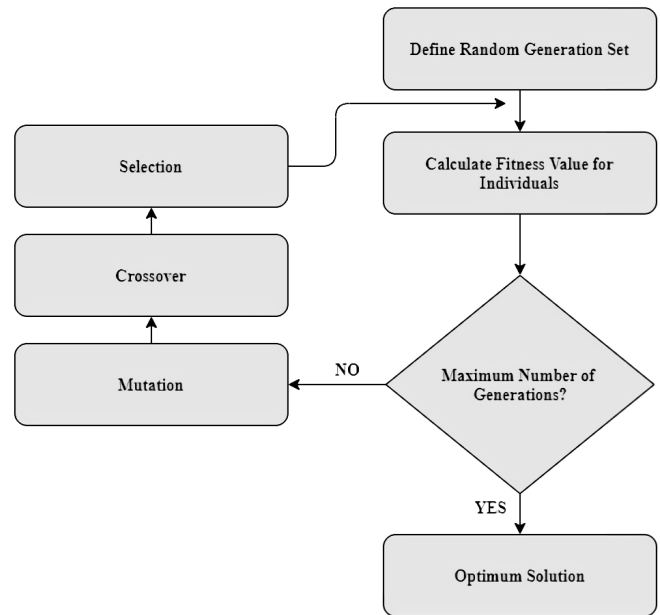 Define Random Generation Set
Selection
Calculate Fitness Value for
Individuals
Crossover
Mutation
NO
Maximum Number of
Generations?
YES
Optimum Solution